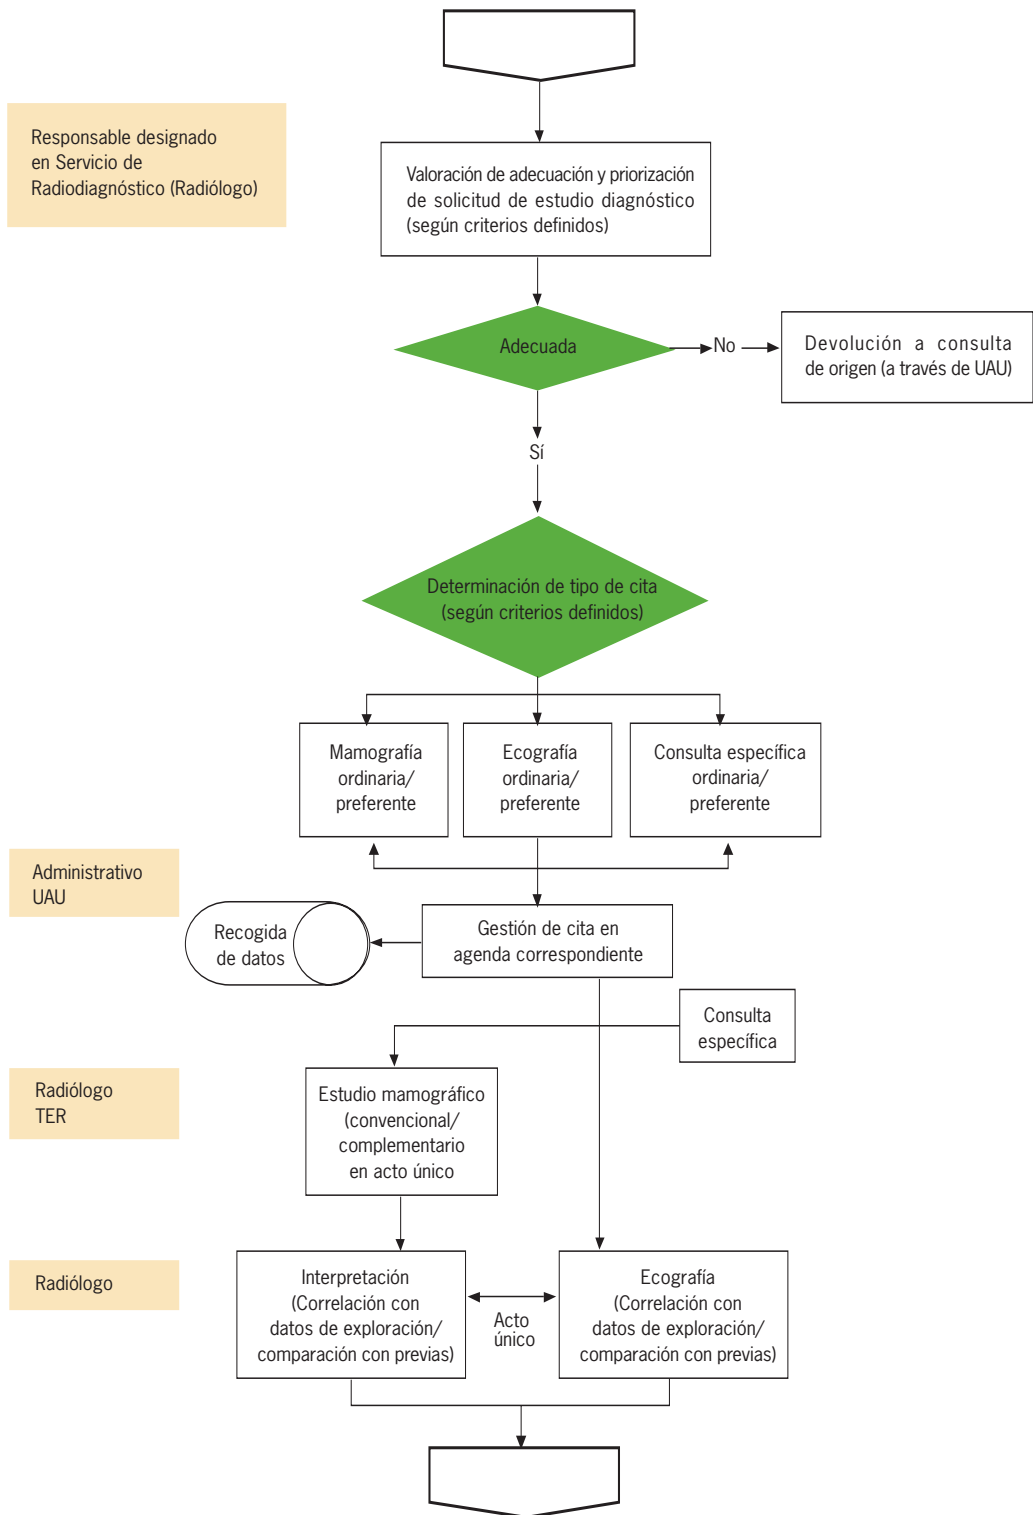 Responsable designado
en Servicio de
Radiodiagnóstico (Radiólogo)
Valoración de adecuación y priorización
de solicitud de estudio diagnóstico
(según criterios definidos)
Adecuada
No
Devolución a consulta
de origen (a través de UAU)
Sí
Determinación de tipo de cita
(según criterios definidos)
Mamografía
ordinaria/
preferente
Ecografía
ordinaria/
preferente
Consulta específica
ordinaria/
preferente
Administrativo
UAU
Recogida
de datos
Gestión de cita en
agenda correspondiente
Consulta
específica
Radiólogo
TER
Estudio mamográfico
(convencional/
complementario
en acto único
Radiólogo
Interpretación
(Correlación con
datos de exploración/
comparación con previas)
Acto
único
Ecografía
(Correlación con
datos de exploración/
comparación con previas)